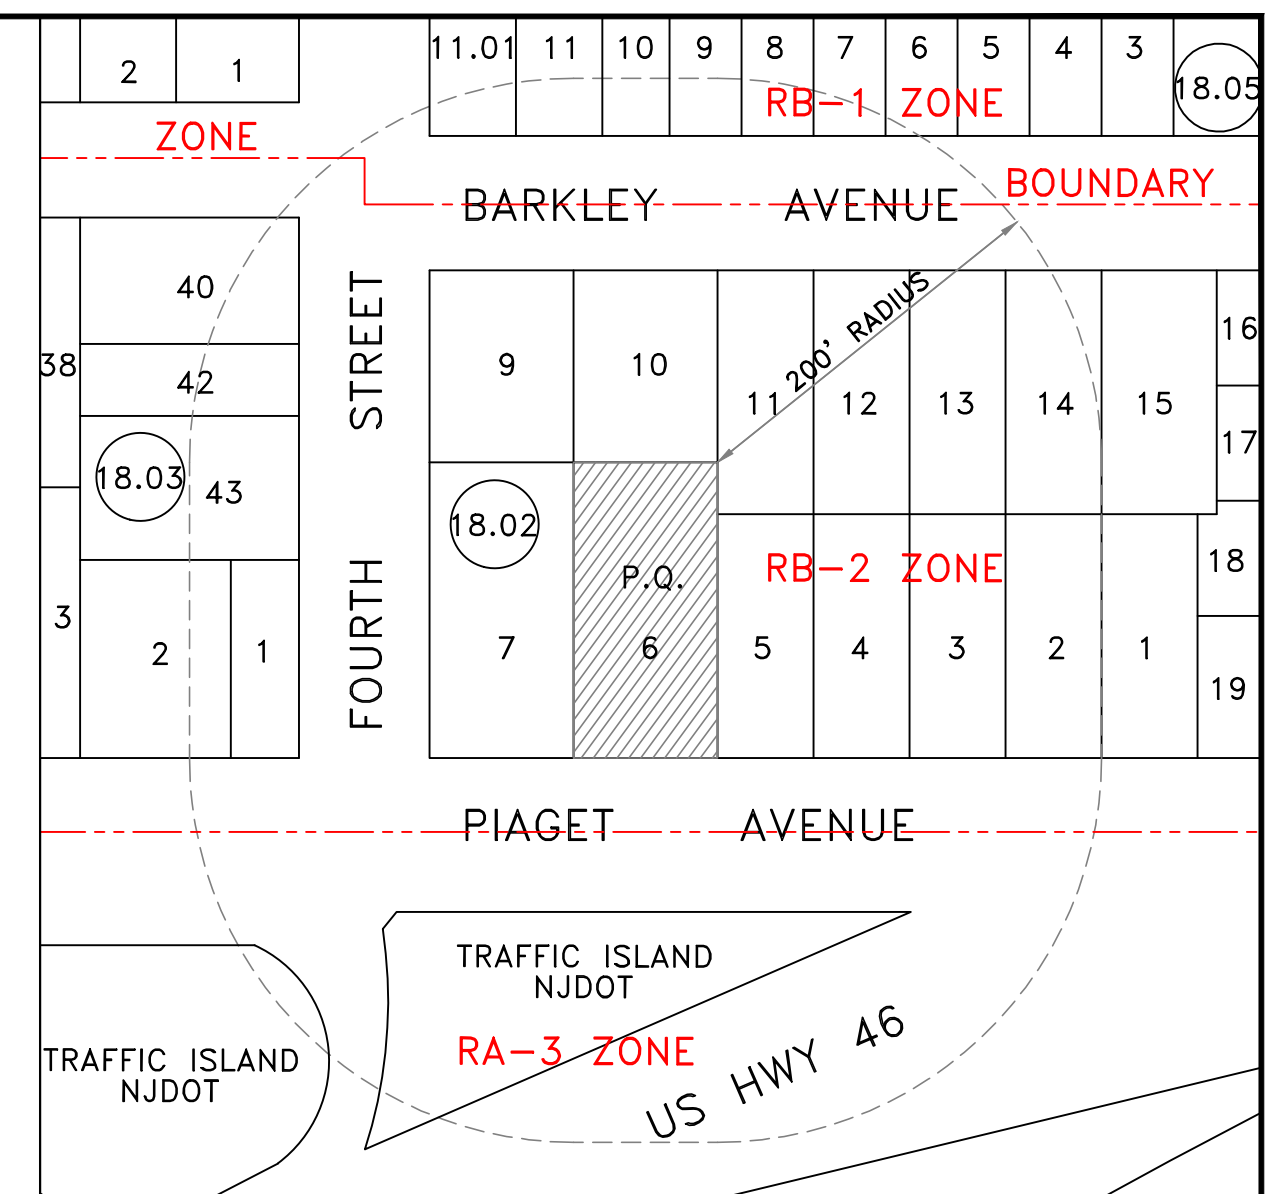 2
1
11.01
11
10
9
8
7
6
5
4
3
18.05
RB-1 ZONE
ZONE
BOUNDARY
BARKLEY AVENUE
40
38
42
18.03
43
3
2
1
FOURTH STREET
9
10
11
12
13
14
15
16
17
200' RADIUS
18.02
P.Q.
RB-2 ZONE
7
6
5
4
3
2
1
18
19
PIAGET AVENUE
TRAFFIC ISLAND
NJDOT
RA-3 ZONE
US HWY 46
TRAFFIC ISLAND
NJDOT